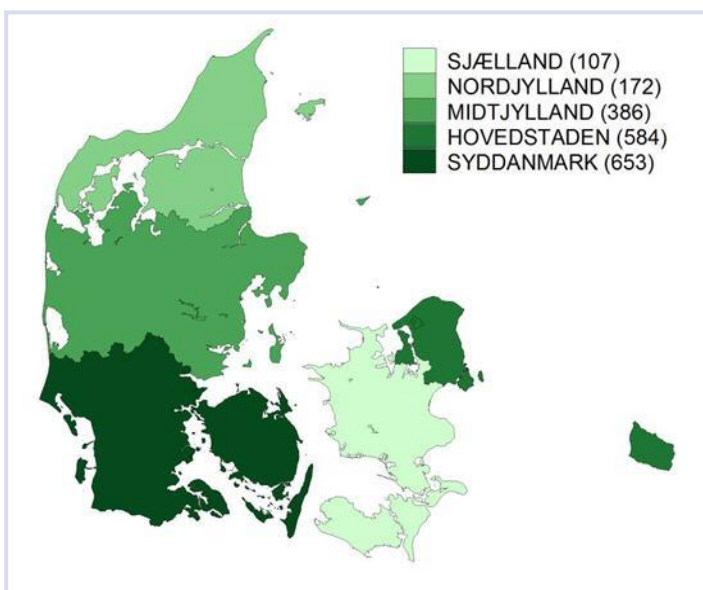 SJÆLLAND (107)
NORDJYLLAND (172)
MIDTJYLLAND (386)
HOVEDSTADEN (584)
SYDDANMARK (653)